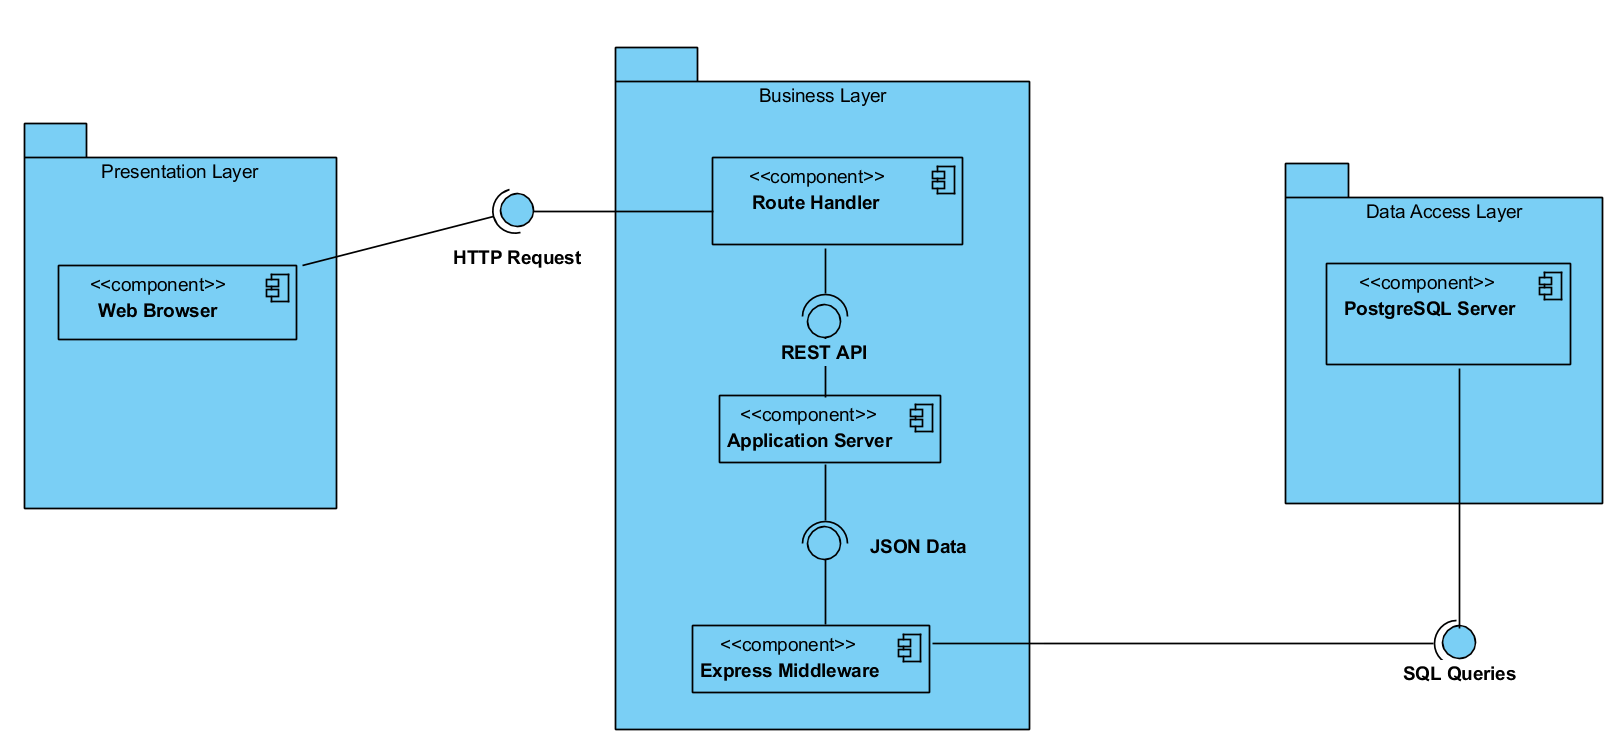 Presentation Layer
<<component>>
Web Browser
HTTP Request
Business Layer
<<component>>
Route Handler
REST API
<<component>>
Application Server
JSON Data
<<component>>
Express Middleware
Data Access Layer
<<component>>
PostgreSQL Server
SQL Queries